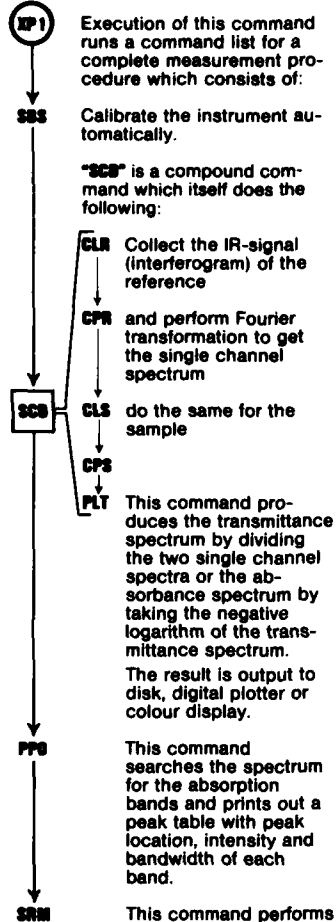 XP1 Execution of this command
runs a command list for a
complete measurement pro-
cedure which consists of:
SBS Calibrate the instrument au-
tomatically.
"SCO" is a compound com-
mand which itself does the
following:
CLR Collect the IR-signal
(interferogram) of the
reference
CPR and perform Fourier
transformation to get
the single channel
spectrum
SCO CLS do the same for the
sample
CPS
PLT This command pro-
duces the transmittance
spectrum by dividing
the two single channel
spectra or the ab-
sorbance spectrum by
taking the negative
logarithm of the trans-
mittance spectrum.
The result is output to
disk, digital plotter or
colour display.
PPO This command
searches the spectrum
for the absorption
bands and prints out a
peak table with peak
location, intensity and
bandwidth of each
band.
SRM This command performs